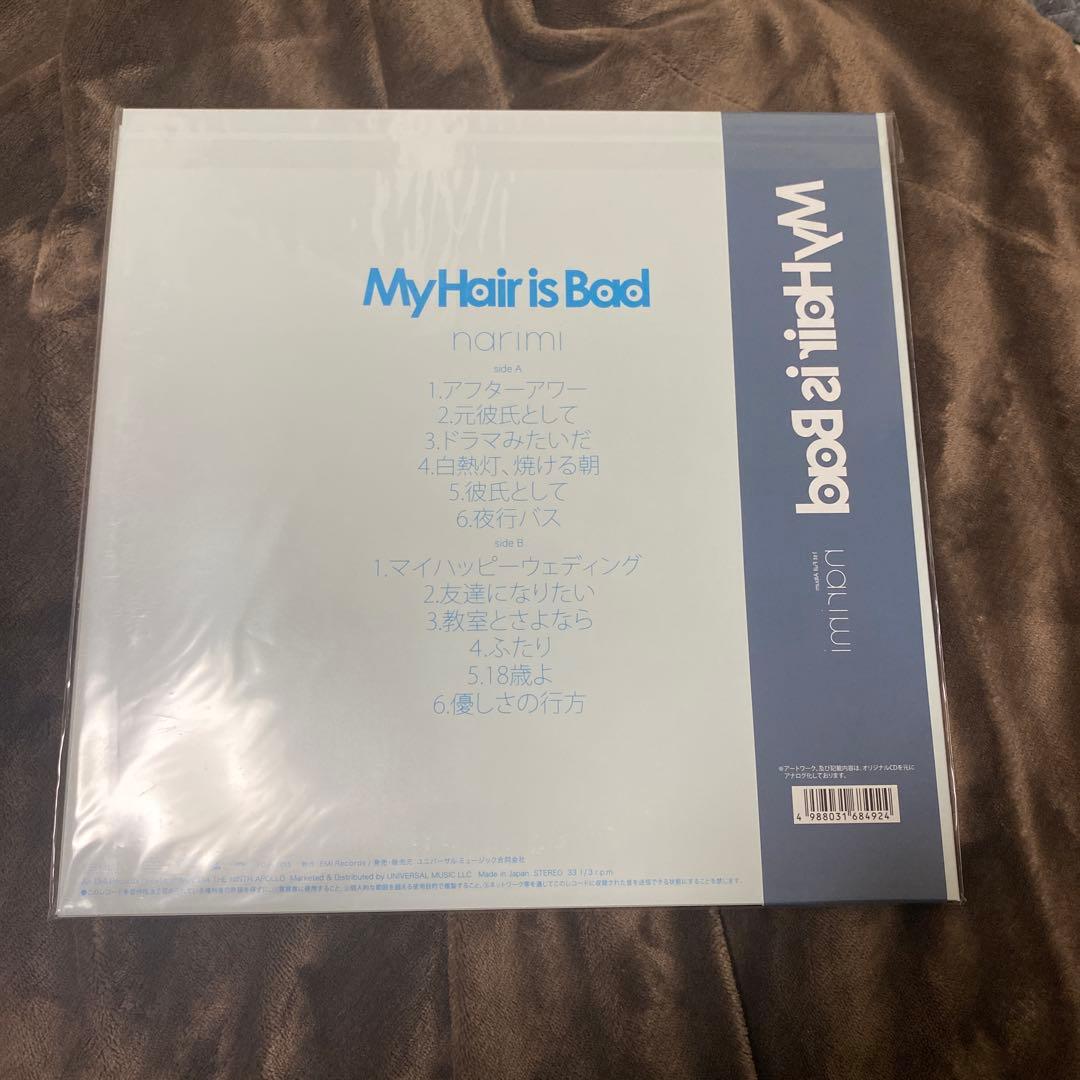 My Hair is Bad
narimi
side A
1.アフターアワー
2.元彼氏として
3.ドラマみたいだ
4.白熱灯、焼ける朝
5.彼氏として
6.夜行バス
side B
1.マイハッピーウェディング
2.友達になりたい
3.教室とさよなら
4.ふたり
5.18歳よ
6.優しさの行方
EMI Records / 発売・販売元 ユニバーサル ミュージック合同会社
THE NINTH APOLLO Marketed & Distributed by UNIVERSAL MUSIC LLC Made in Japan. STEREO 33 1/3 r.p.m
My Hair is Bad
narimi
1st full album
※アートワーク、及び記載内容は、オリジナルCDを元に
アナログ化しております。
4 988031 684924